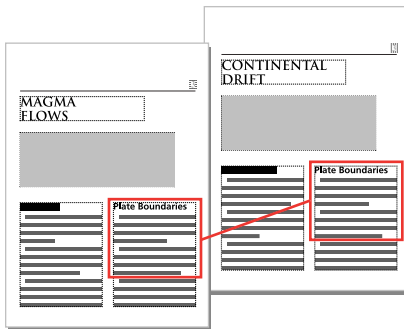 MAGMA
FLOWS
Plate Boundaries
CONTINENTAL
DRIFT
Plate Boundaries